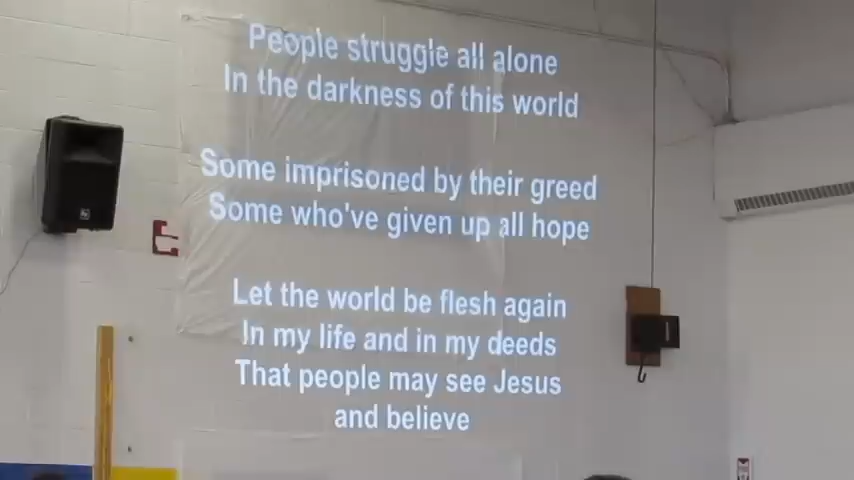 People struggle all alone
In the darkness of this world
Some imprisoned by their greed
Some who've given up all hope
Let the world be flesh again
In my life and in my deeds
That people may see Jesus
and believe